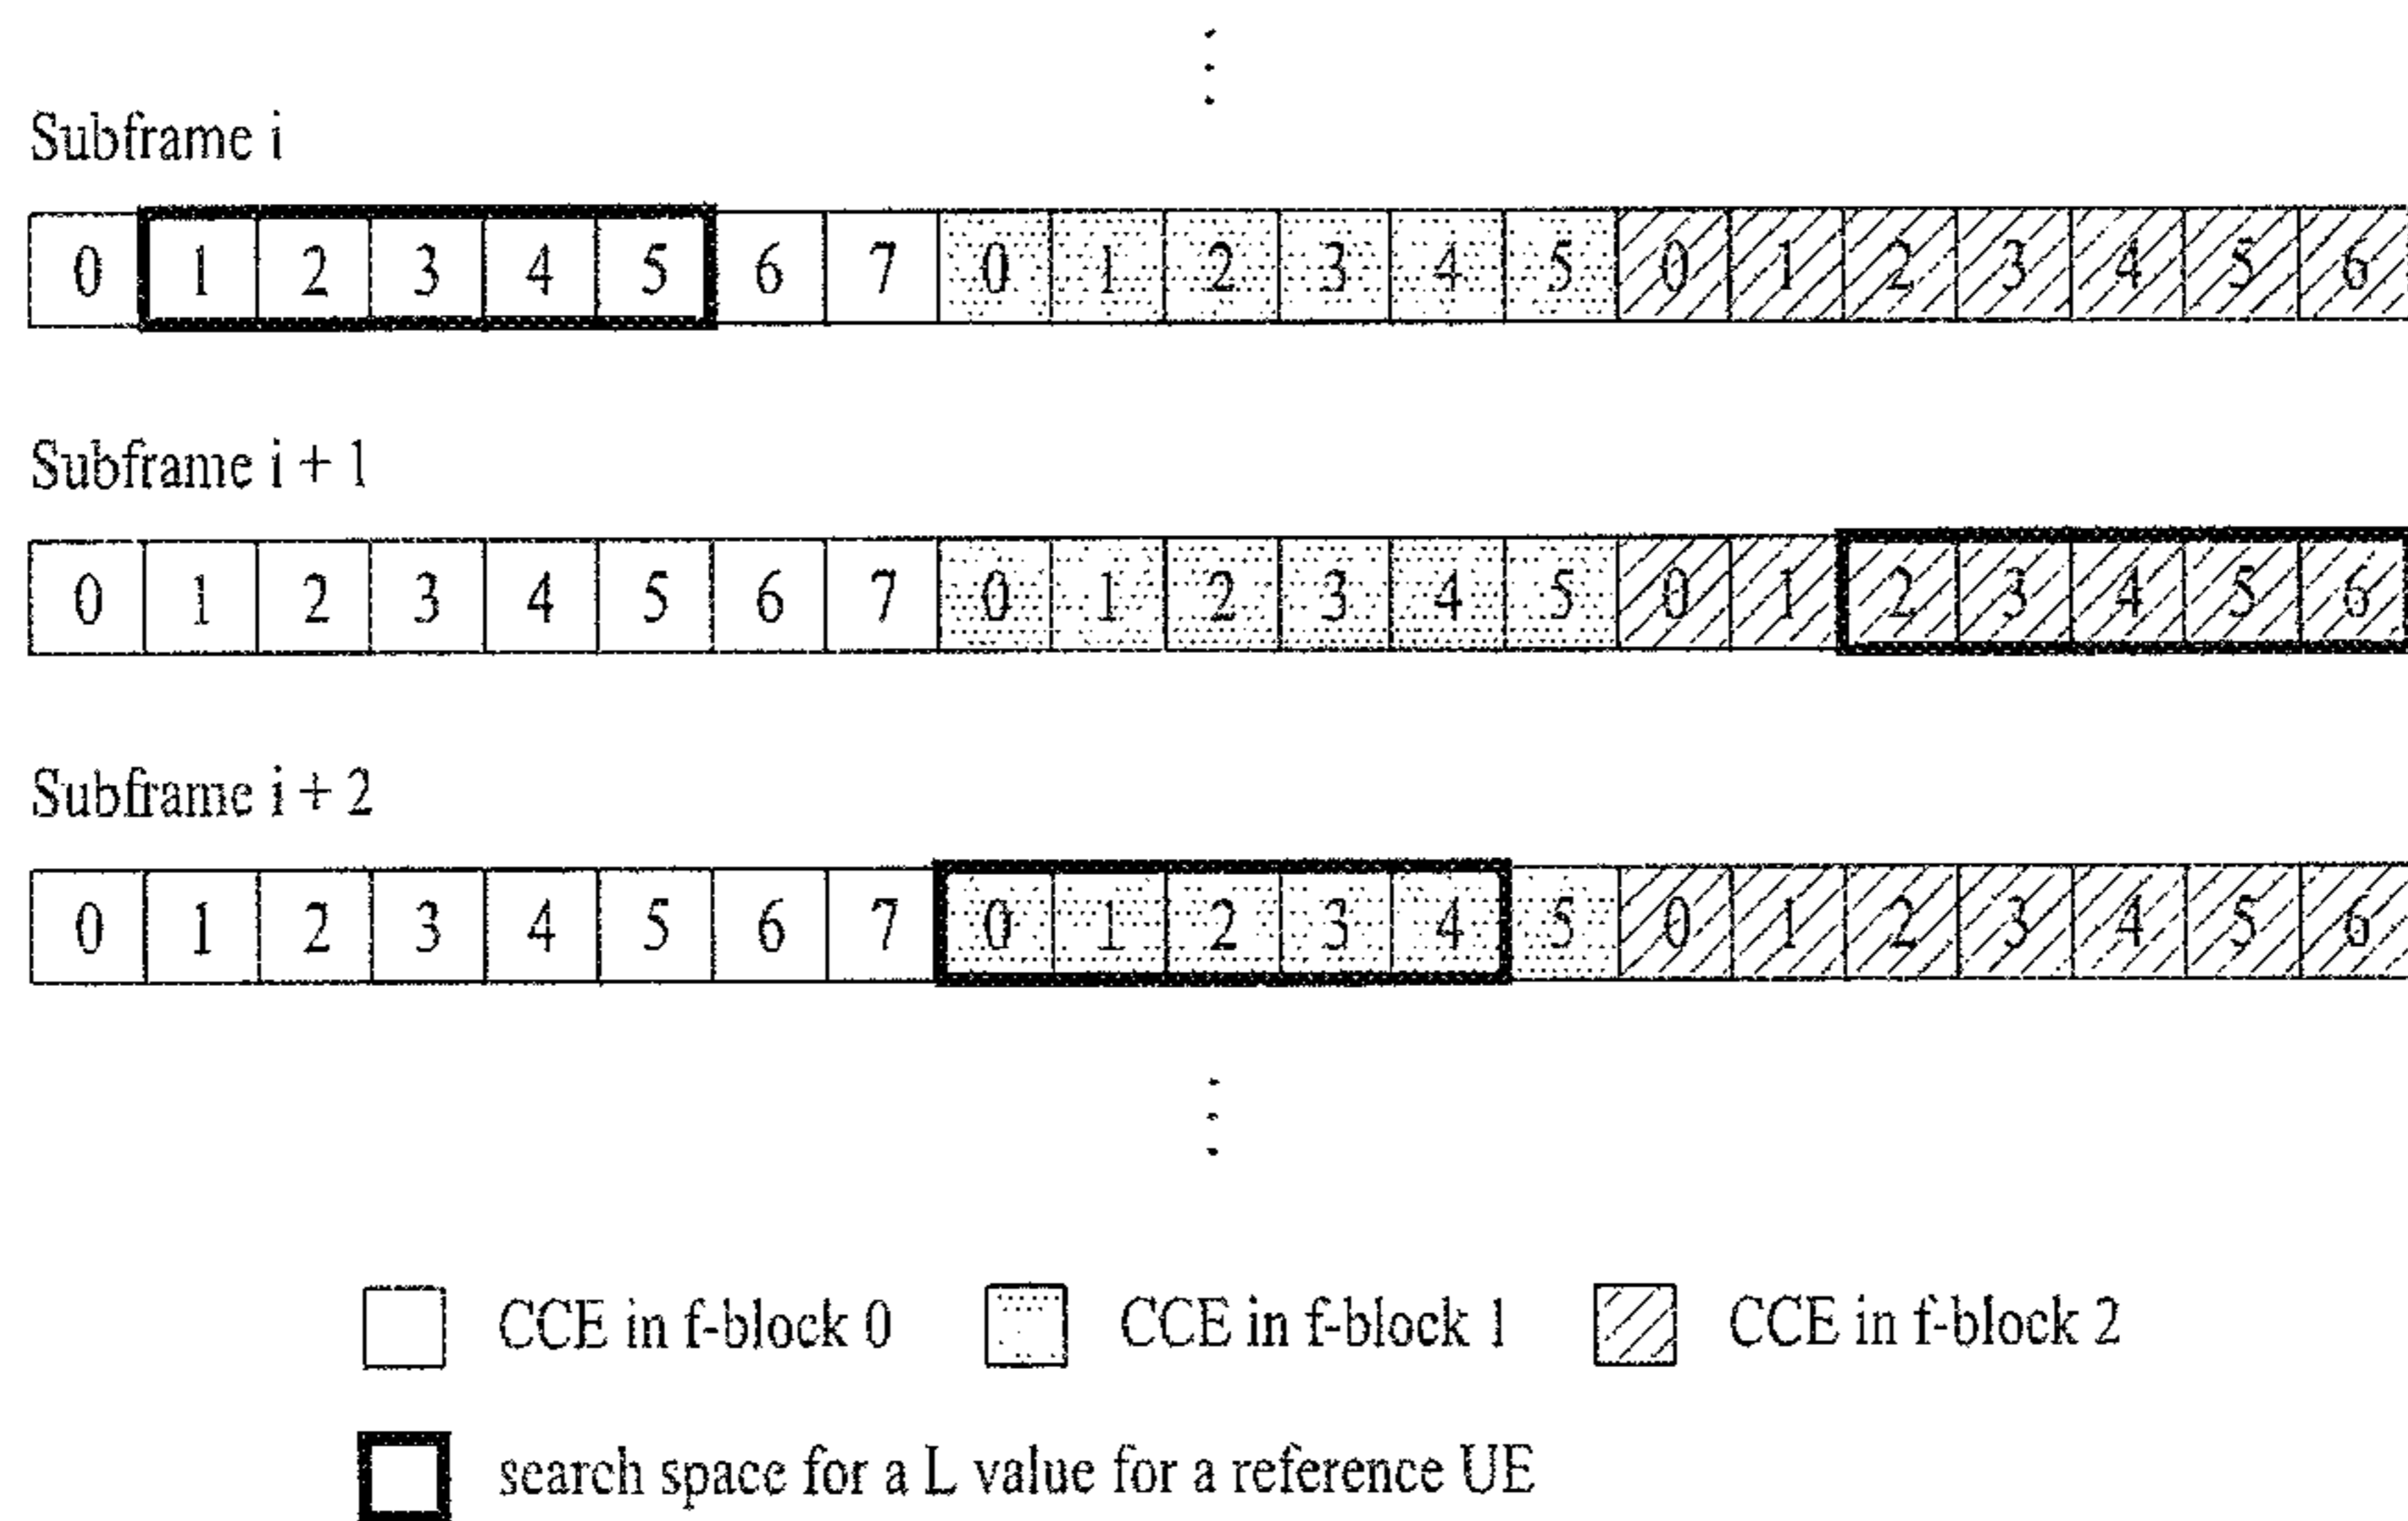 Subframe i
0 1 2 3 4 5 6 7 0 1 2 3 4 5 0 1 2 3 4 5 6
Subframe i + 1
0 1 2 3 4 5 6 7 0 1 2 3 4 5 0 1 2 3 4 5 6
Subframe i + 2
0 1 2 3 4 5 6 7 0 1 2 3 4 5 0 1 2 3 4 5 6
CCE in f-block 0 CCE in f-block 1 CCE in f-block 2
search space for a L value for a reference UE